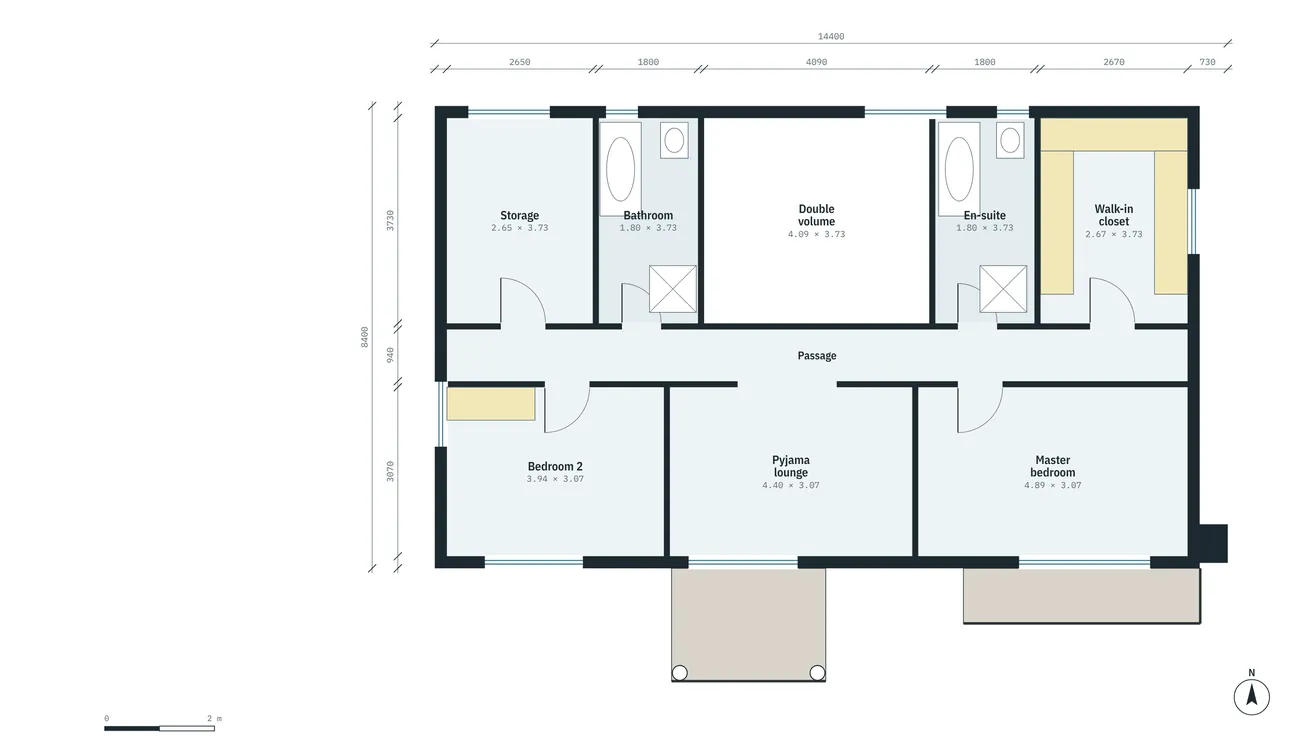 14400
2650
1800
4090
1800
2670
730
3730
8400
940
3070
Storage
2.65 × 3.73
Bathroom
1.80 × 3.73
Double
volume
4.09 × 3.73
En-suite
1.80 × 3.73
Walk-in
closet
2.67 × 3.73
Passage
Bedroom 2
3.94 × 3.07
Pyjama
lounge
4.40 × 3.07
Master
bedroom
4.89 × 3.07
N
0
2 m